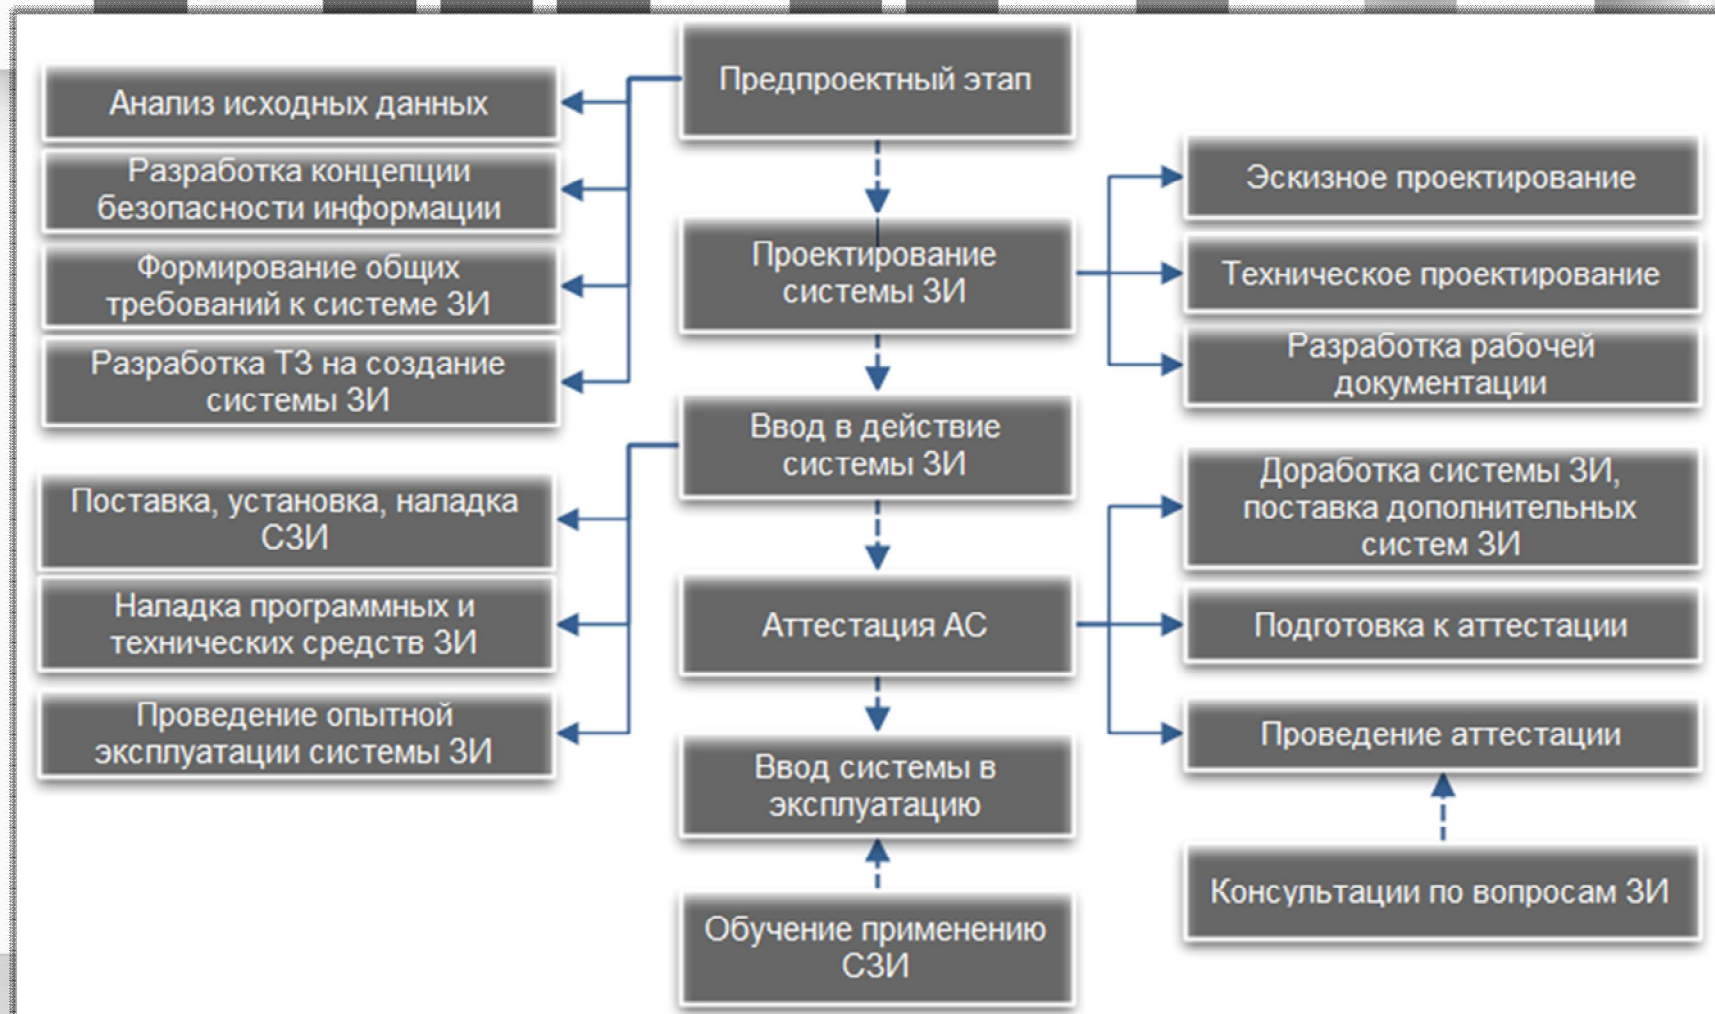 Предпроектный этап
Анализ исходных данных
Разработка концепции
безопасности информации
Формирование общих
требований к системе ЗИ
Разработка ТЗ на создание
системы ЗИ
Проектирование
системы ЗИ
Эскизное проектирование
Техническое проектирование
Разработка рабочей
документации
Ввод в действие
системы ЗИ
Поставка, установка, наладка
СЗИ
Наладка программных и
технических средств ЗИ
Проведение опытной
эксплуатации системы ЗИ
Аттестация АС
Доработка системы ЗИ,
поставка дополнительных
систем ЗИ
Подготовка к аттестации
Проведение аттестации
Ввод системы в
эксплуатацию
Консультации по вопросам ЗИ
Обучение применению
СЗИ